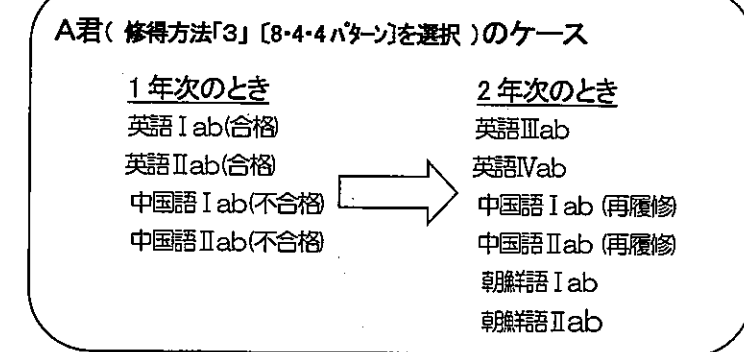 A君( 修得方法「3」〔8・4・4パターン〕を選択 )のケース
1年次のとき
英語Ⅰab(合格)
英語Ⅱab(合格)
中国語Ⅰab(不合格)
中国語Ⅱab(不合格)
2年次のとき
英語Ⅲab
英語Ⅳab
中国語Ⅰab (再履修)
中国語Ⅱab (再履修)
朝鮮語Ⅰab
朝鮮語Ⅱab